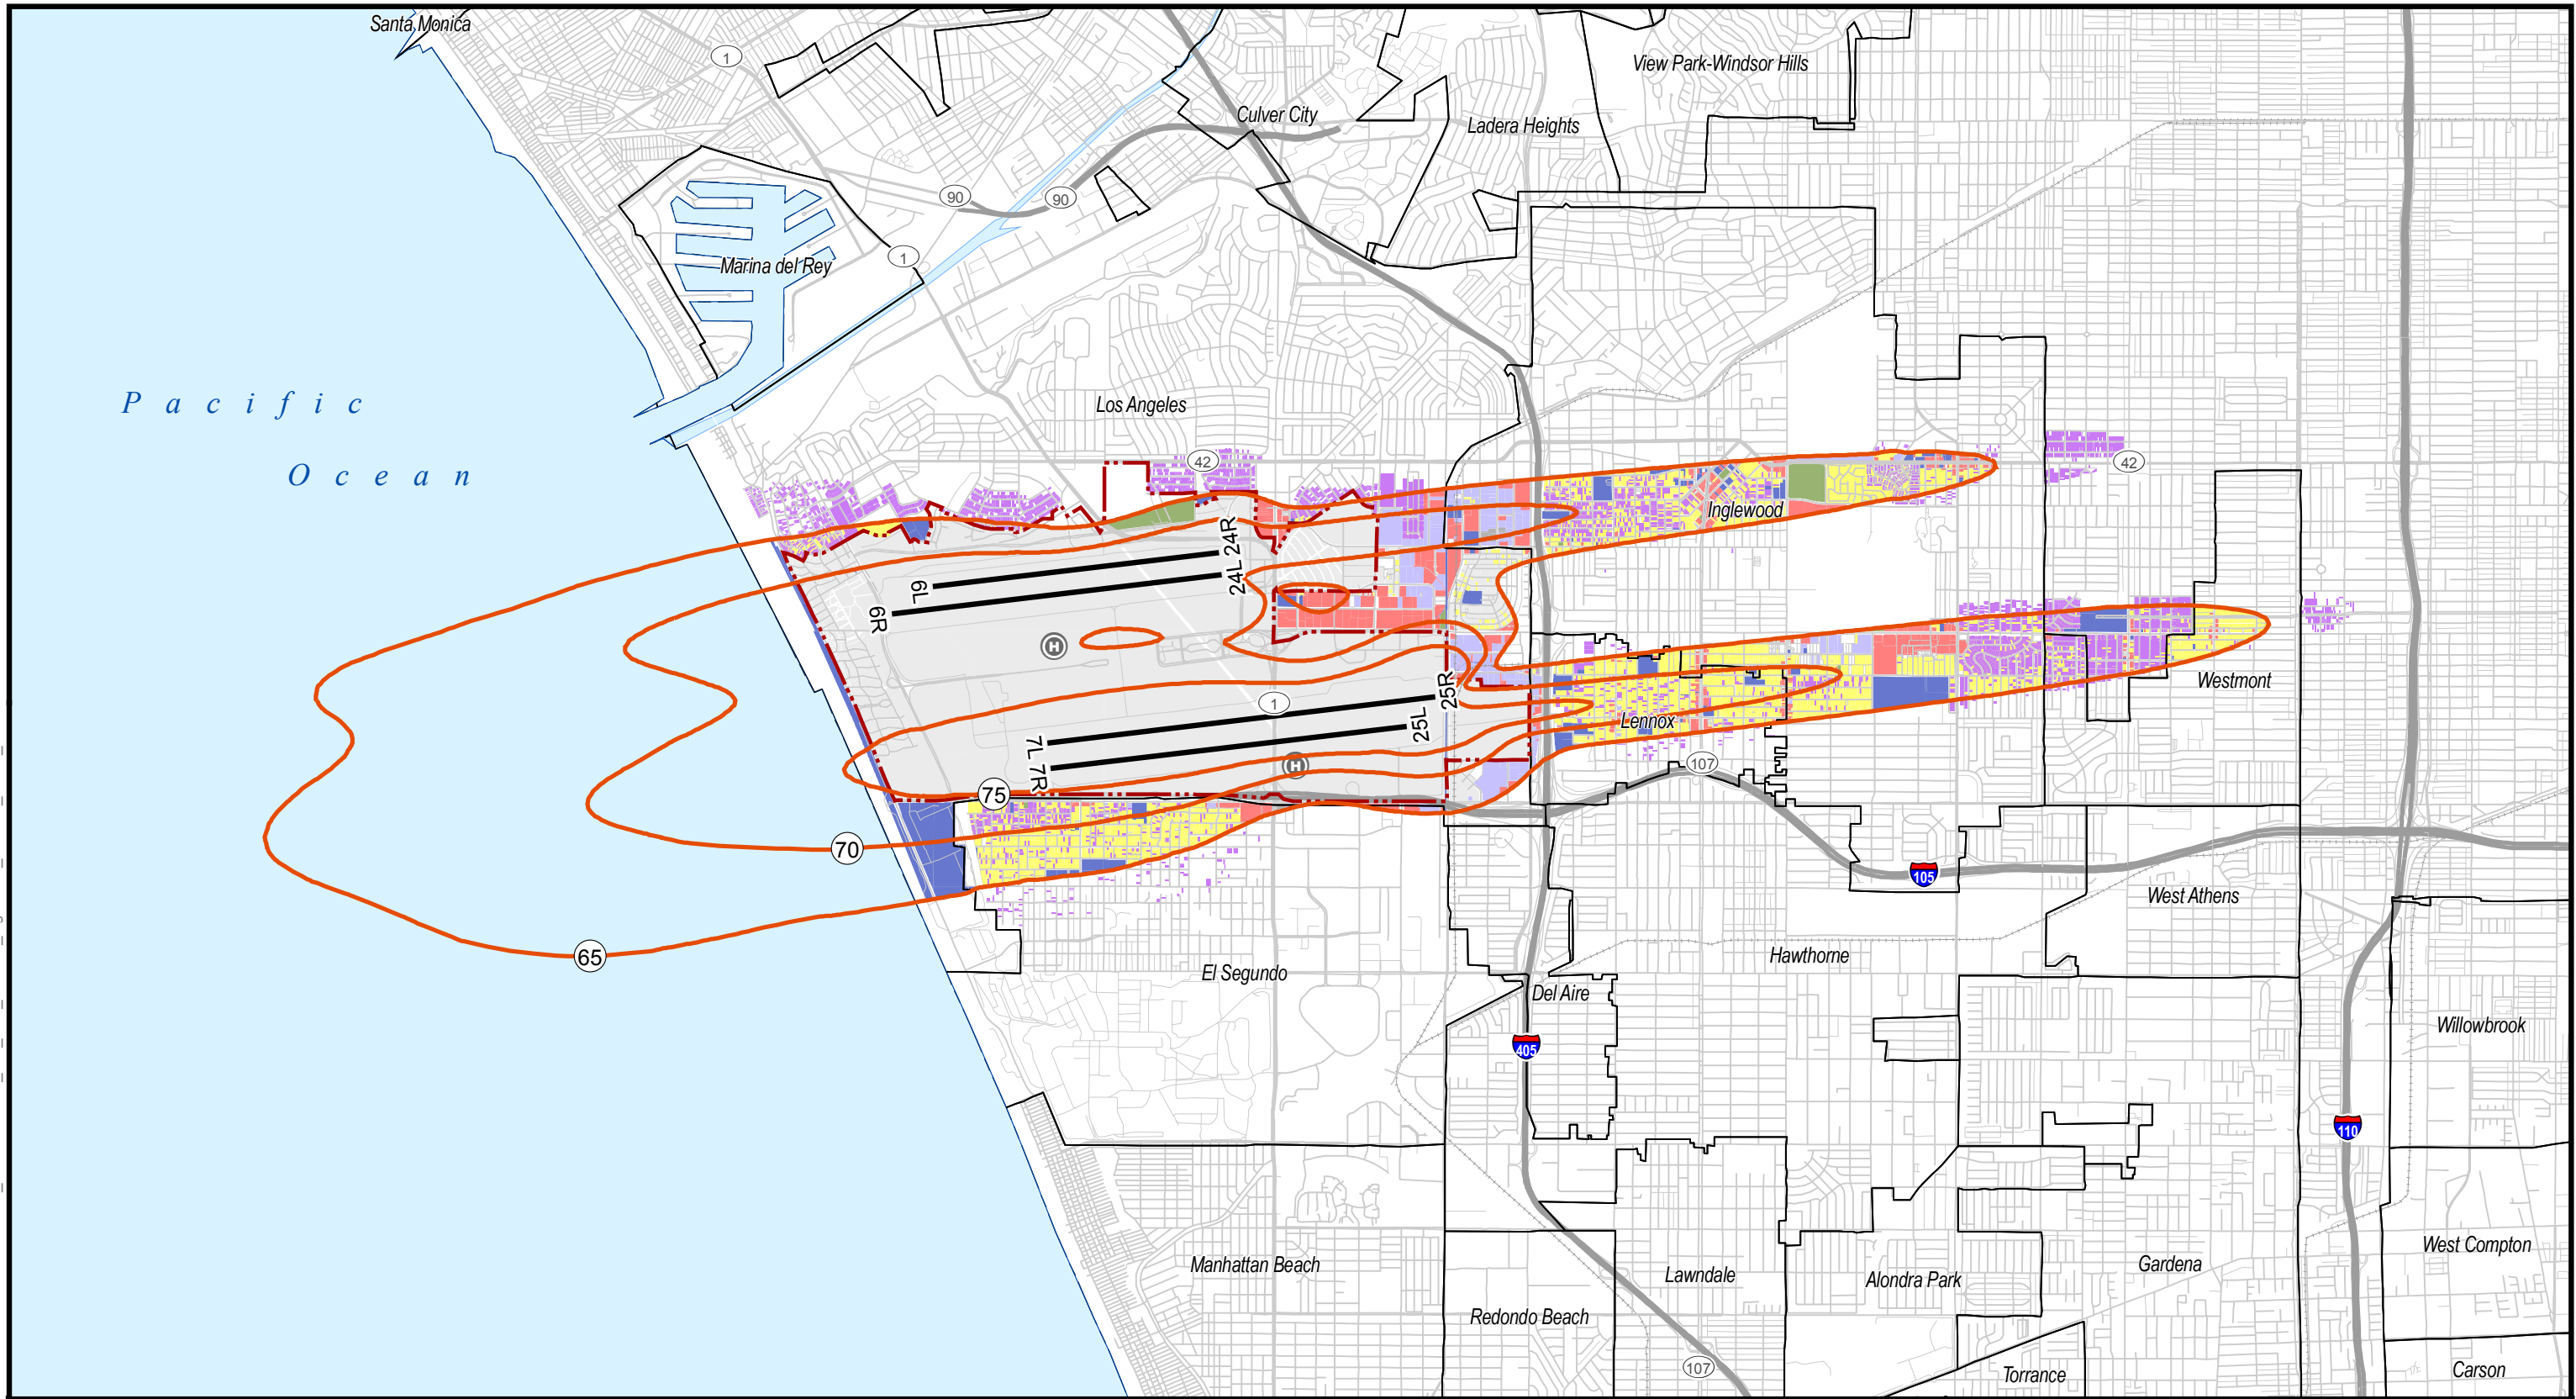 Santa Monica
1
View Park-Windsor Hills
Culver City
Ladera Heights
90
90
1
Marina del Rey
Pacific
Ocean
Los Angeles
42
42
Inglewood
24R
24L
6L
6R
H
1
25R
25L
7L
7R
H
Lennox
Westmont
107
75
70
65
105
West Athens
Hawthorne
El Segundo
Del Aire
405
Willowbrook
110
West Compton
Manhattan Beach
Gardena
Lawndale
Alondra Park
Redondo Beach
107
Torrance
Carson